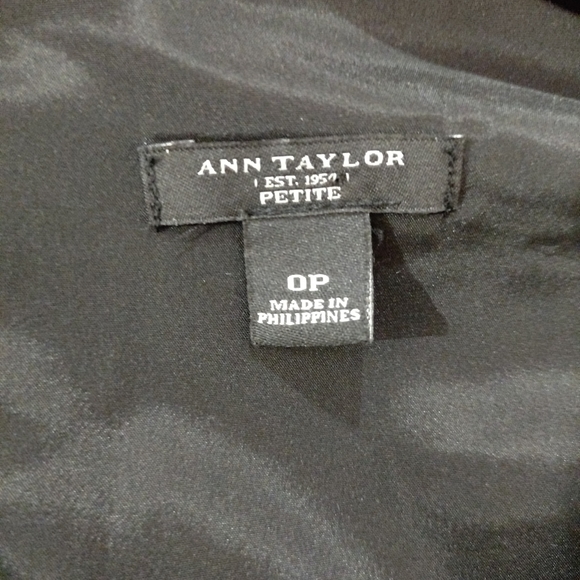 ANN TAYLOR
EST. 1954
PETITE
0P
MADE IN
PHILIPPINES